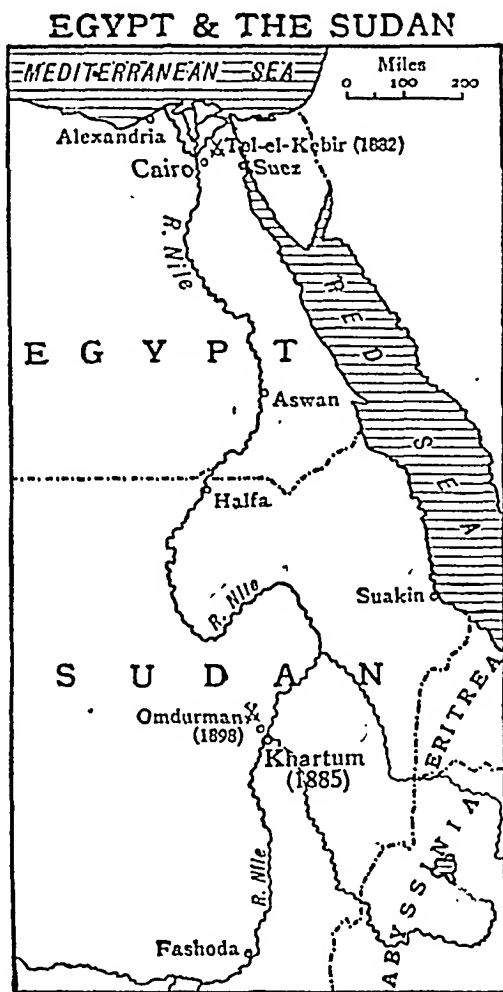 EGYPT & THE SUDAN
MEDITERRANEAN SEA
Miles
0 100 200
Alexandria
Tel-el-Kebir (1882)
Cairo
Suez
R. Nile
RED SEA
EGYPT
Aswan
Halfa
R. Nile
Suakin
SUDAN
ERITREA
Omdurman
(1898)
Khartum
(1885)
ABYSSINIA
R. Nile
Fashoda